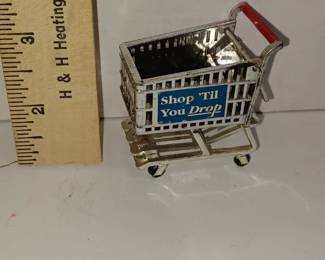 3
2
H & H Heating
Shop 'Til
You Drop